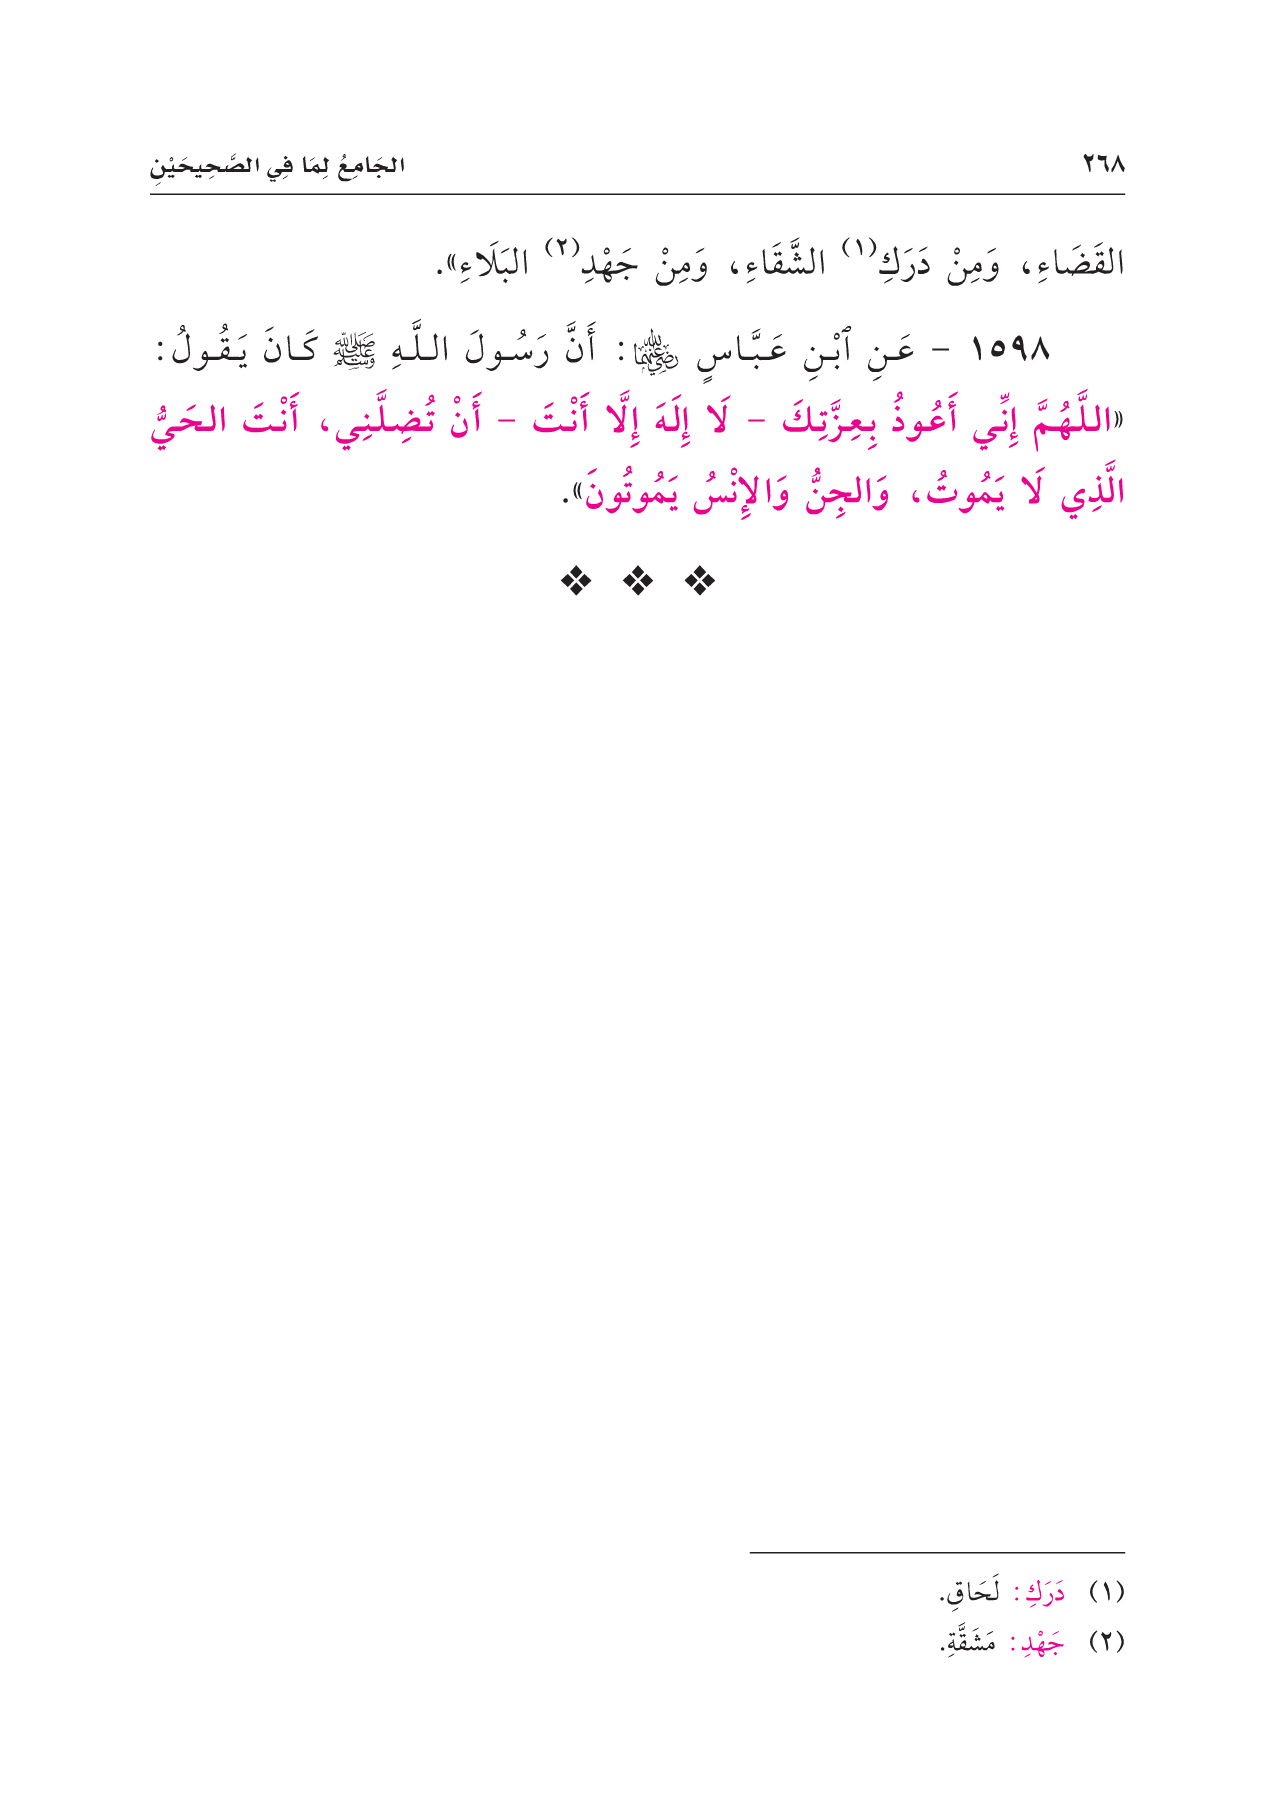 ٢٦٨ الجَامِعُ لِمَا فِي الصَّحِيحَيْنِ
القَضَاءِ، وَمِنْ دَرَكِ(١) الشَّقَاءِ، وَمِنْ جَهْدِ(٢) البَلَاءِ».
١٥٩٨ - عَنِ ٱبْنِ عَبَّاسٍ رضي الله عنهما: أَنَّ رَسُولَ اللَّهِ ﷺ كَانَ يَقُولُ:
«اللَّهُمَّ إِنِّي أَعُوذُ بِعِزَّتِكَ - لَا إِلَهَ إِلَّا أَنْتَ - أَنْ تُضِلَّنِي، أَنْتَ الحَيُّ
الَّذِي لَا يَمُوتُ، وَالجِنُّ وَالإِنْسُ يَمُوتُونَ».
(١) دَرَكِ: لَحَاقِ.
(٢) جَهْدِ: مَشَقَّةِ.